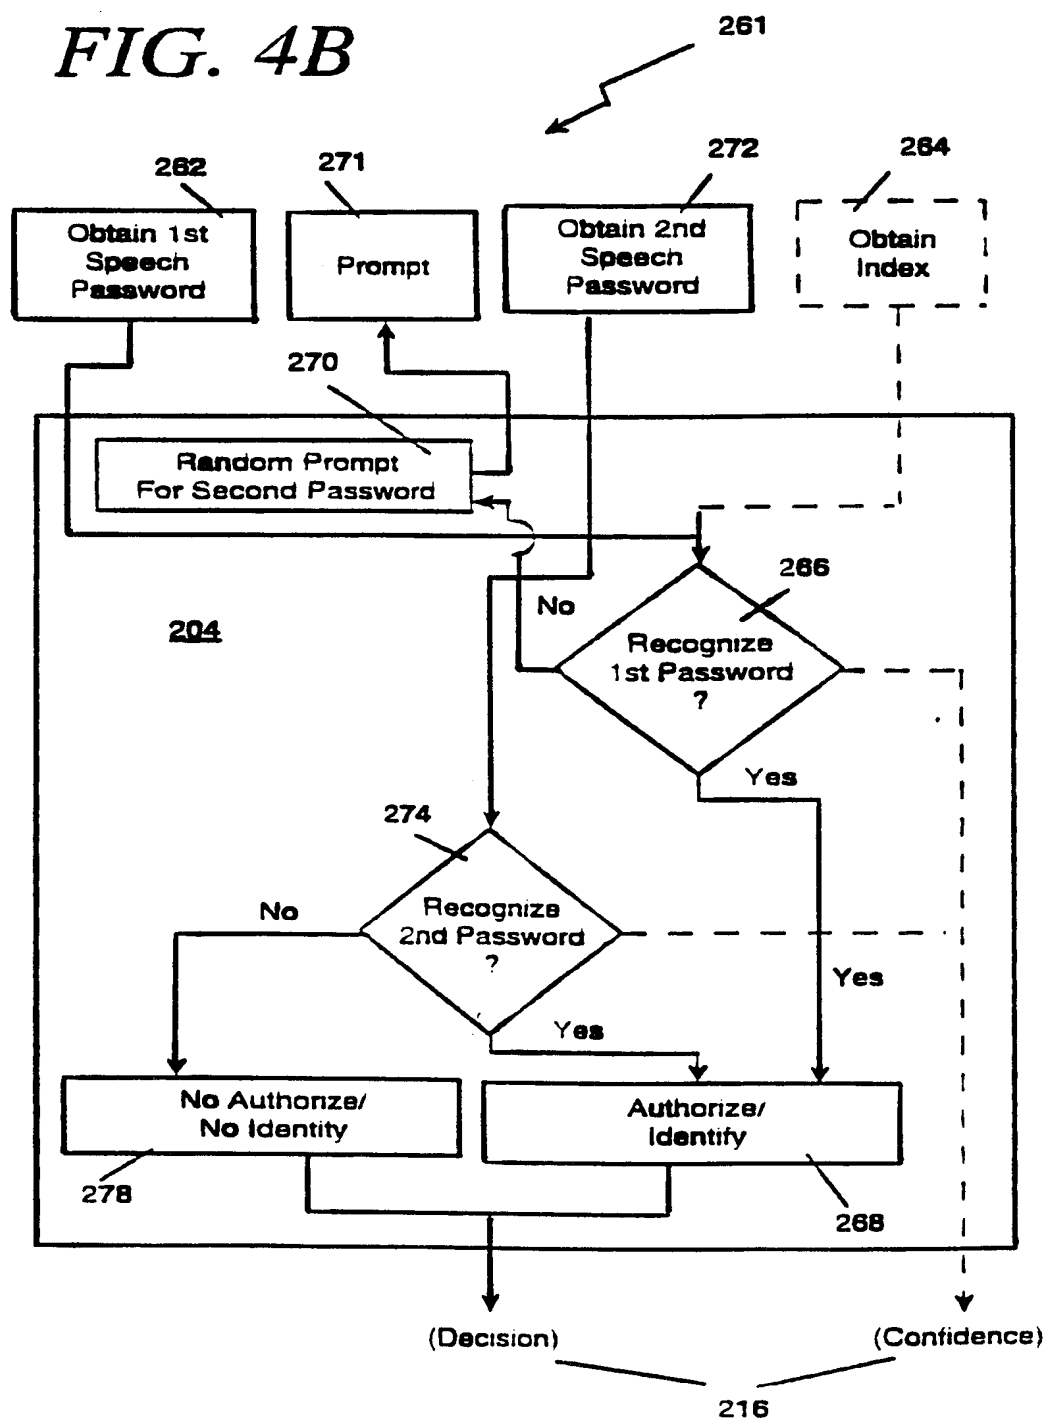 FIG. 4B
261
262
271
272
264
Obtain 1st
Speech
Password
Prompt
Obtain 2nd
Speech
Password
Obtain
Index
270
Random Prompt
For Second Password
204
No
266
Recognize
1st Password
?
Yes
274
Recognize
2nd Password
?
No
Yes
Yes
No Authorize/
No Identity
Authorize/
Identify
278
268
(Decision)
(Confidence)
216